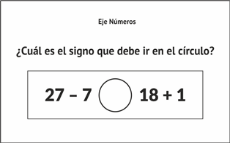 Eje Números
¿Cuál es el signo que debe ir en el círculo?
27 – 7 18 + 1